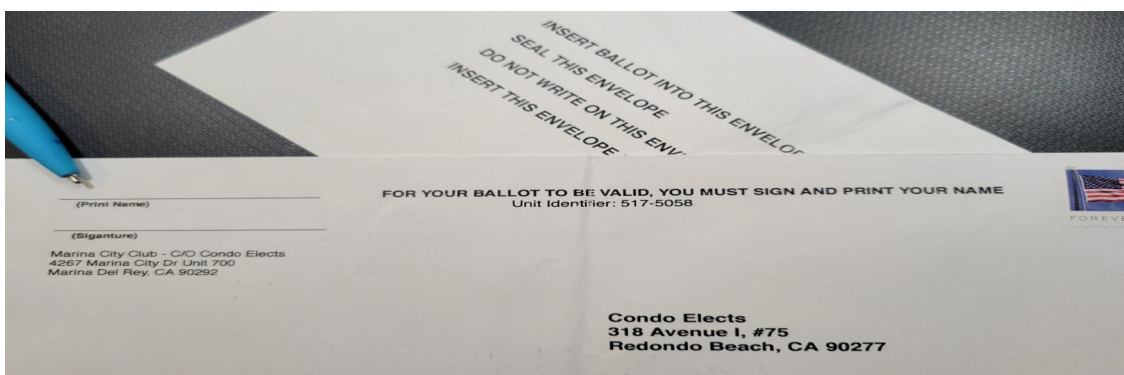 INSERT BALLOT INTO THIS
SEAL THIS ENVELOPE
DO NOT WRITE ON THIS
INSERT THIS ENVELOPE
FOR YOUR BALLOT TO BE VALID, YOU MUST SIGN AND PRINT YOUR NAME
Unit Identifier: 517-5058
(Print Name)
(Siganture)
Marina City Club - C/O Condo Elects
4267 Marina City Dr Unit 700
Marina Del Rey, CA 90292
Condo Elects
318 Avenue I, #75
Redondo Beach, CA 90277